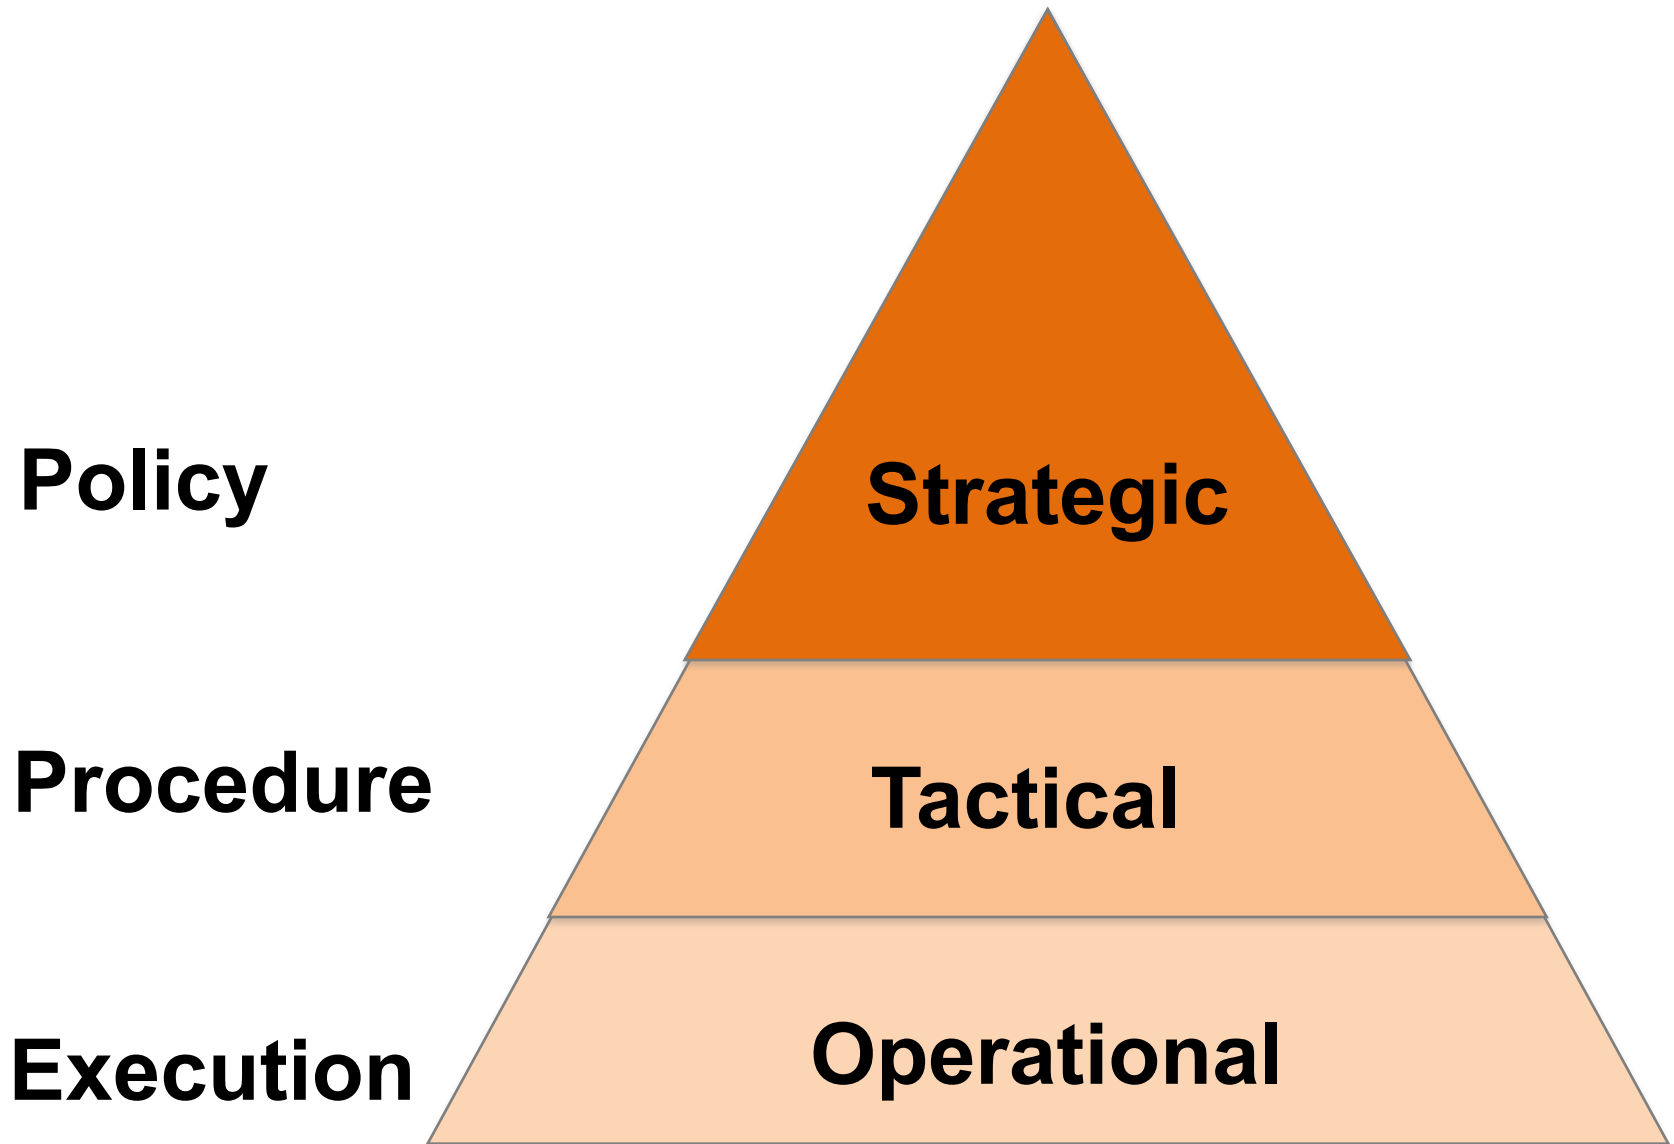 Policy
Strategic
Procedure
Tactical
Execution
Operational